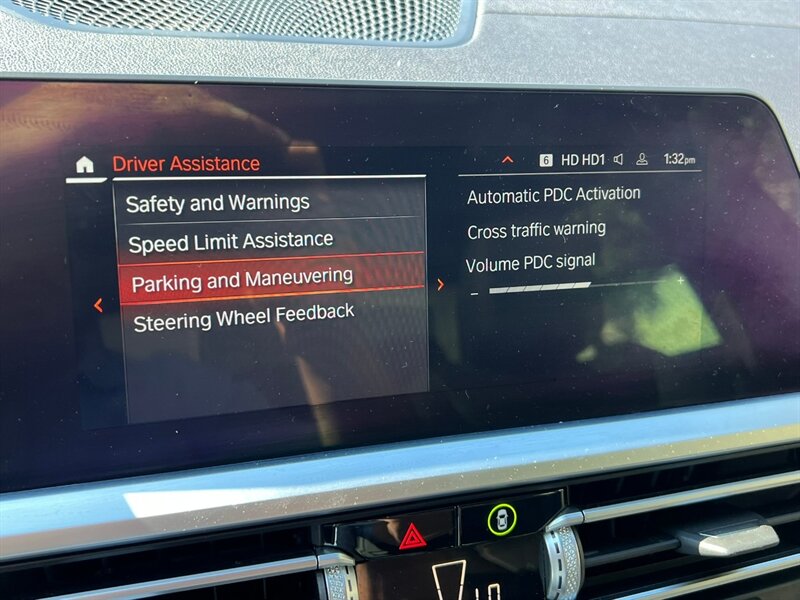 Driver Assistance
6 HD HD1 1:32pm
Safety and Warnings
Speed Limit Assistance
Parking and Maneuvering
Steering Wheel Feedback
Automatic PDC Activation
Cross traffic warning
Volume PDC signal
- +